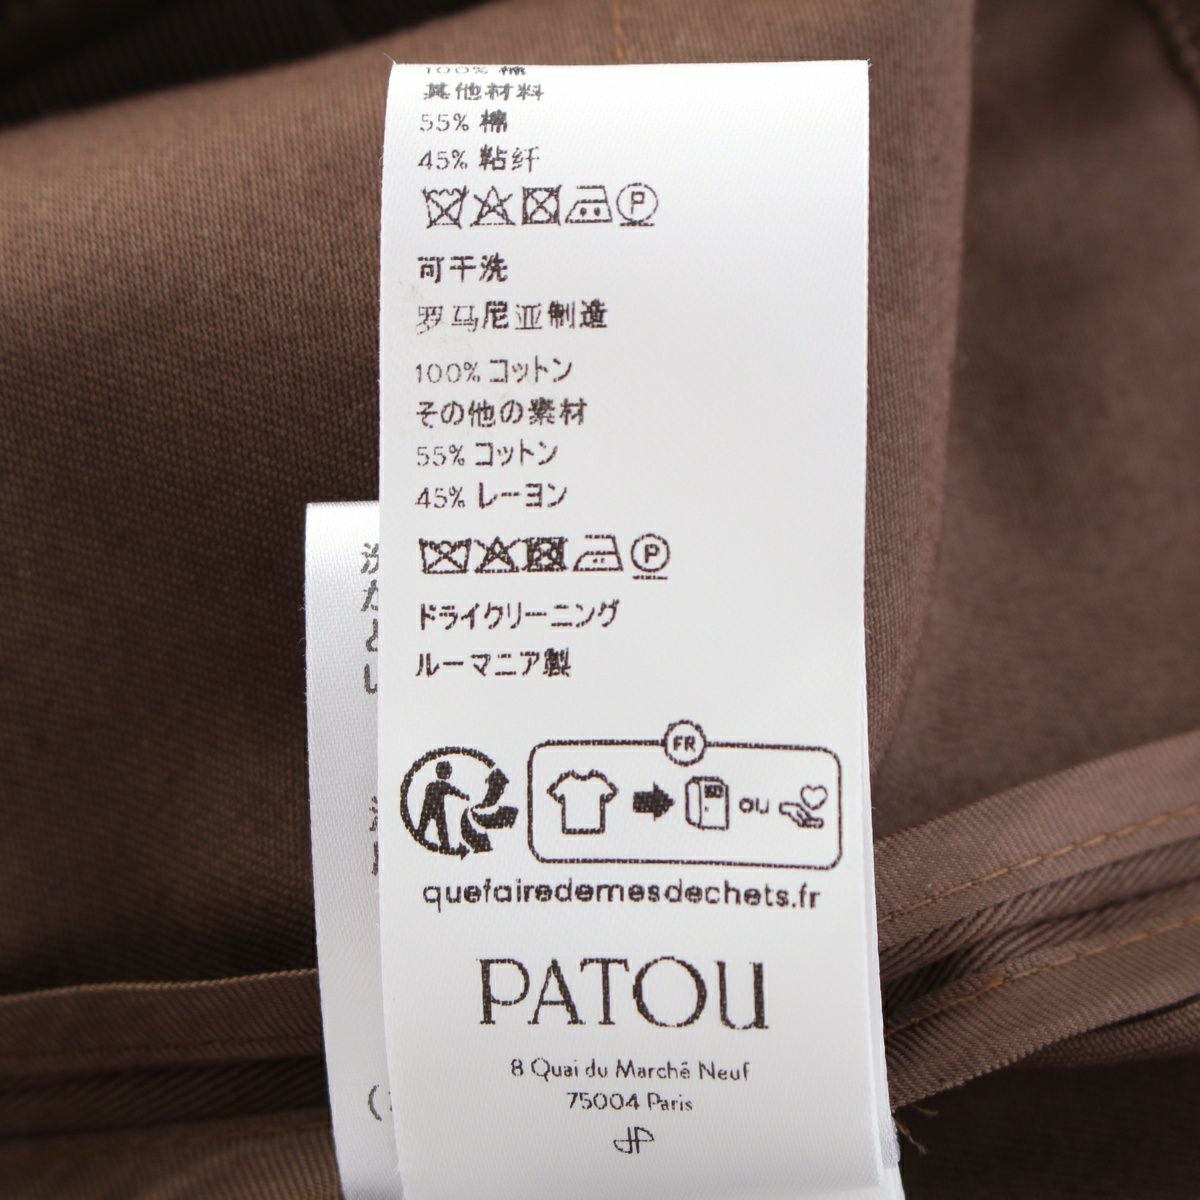 100% 棉
其他材料
55% 棉
45% 粘纤
P
可干洗
罗马尼亚制造
100% コットン
その他の素材
55% コットン
45% レーヨン
P
ドライクリーニング
ルーマニア製
FR
ou
quefairedemesdechets.fr
PATOU
8 Quai du Marché Neuf
75004 Paris
JP